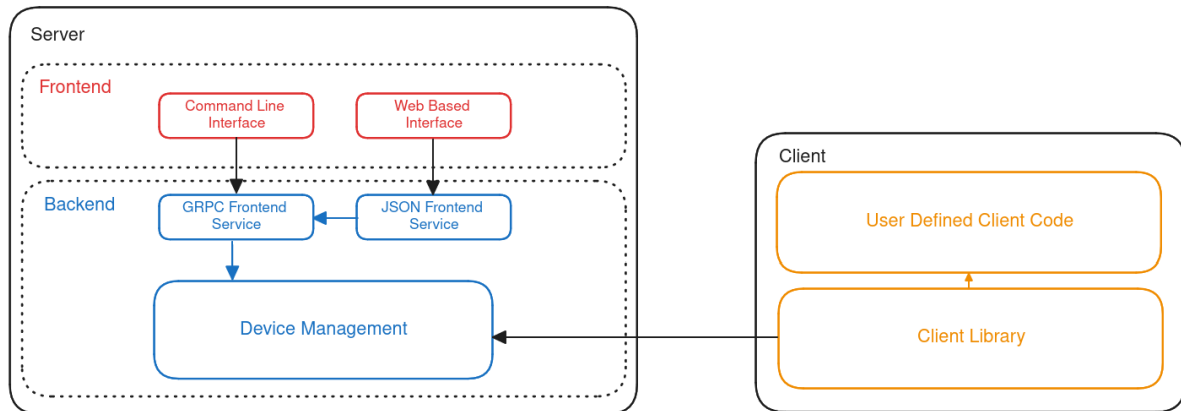 Server
Frontend
Command Line
Interface
Web Based
Interface
Backend
GRPC Frontend
Service
JSON Frontend
Service
Device Management
Client
User Defined Client Code
Client Library